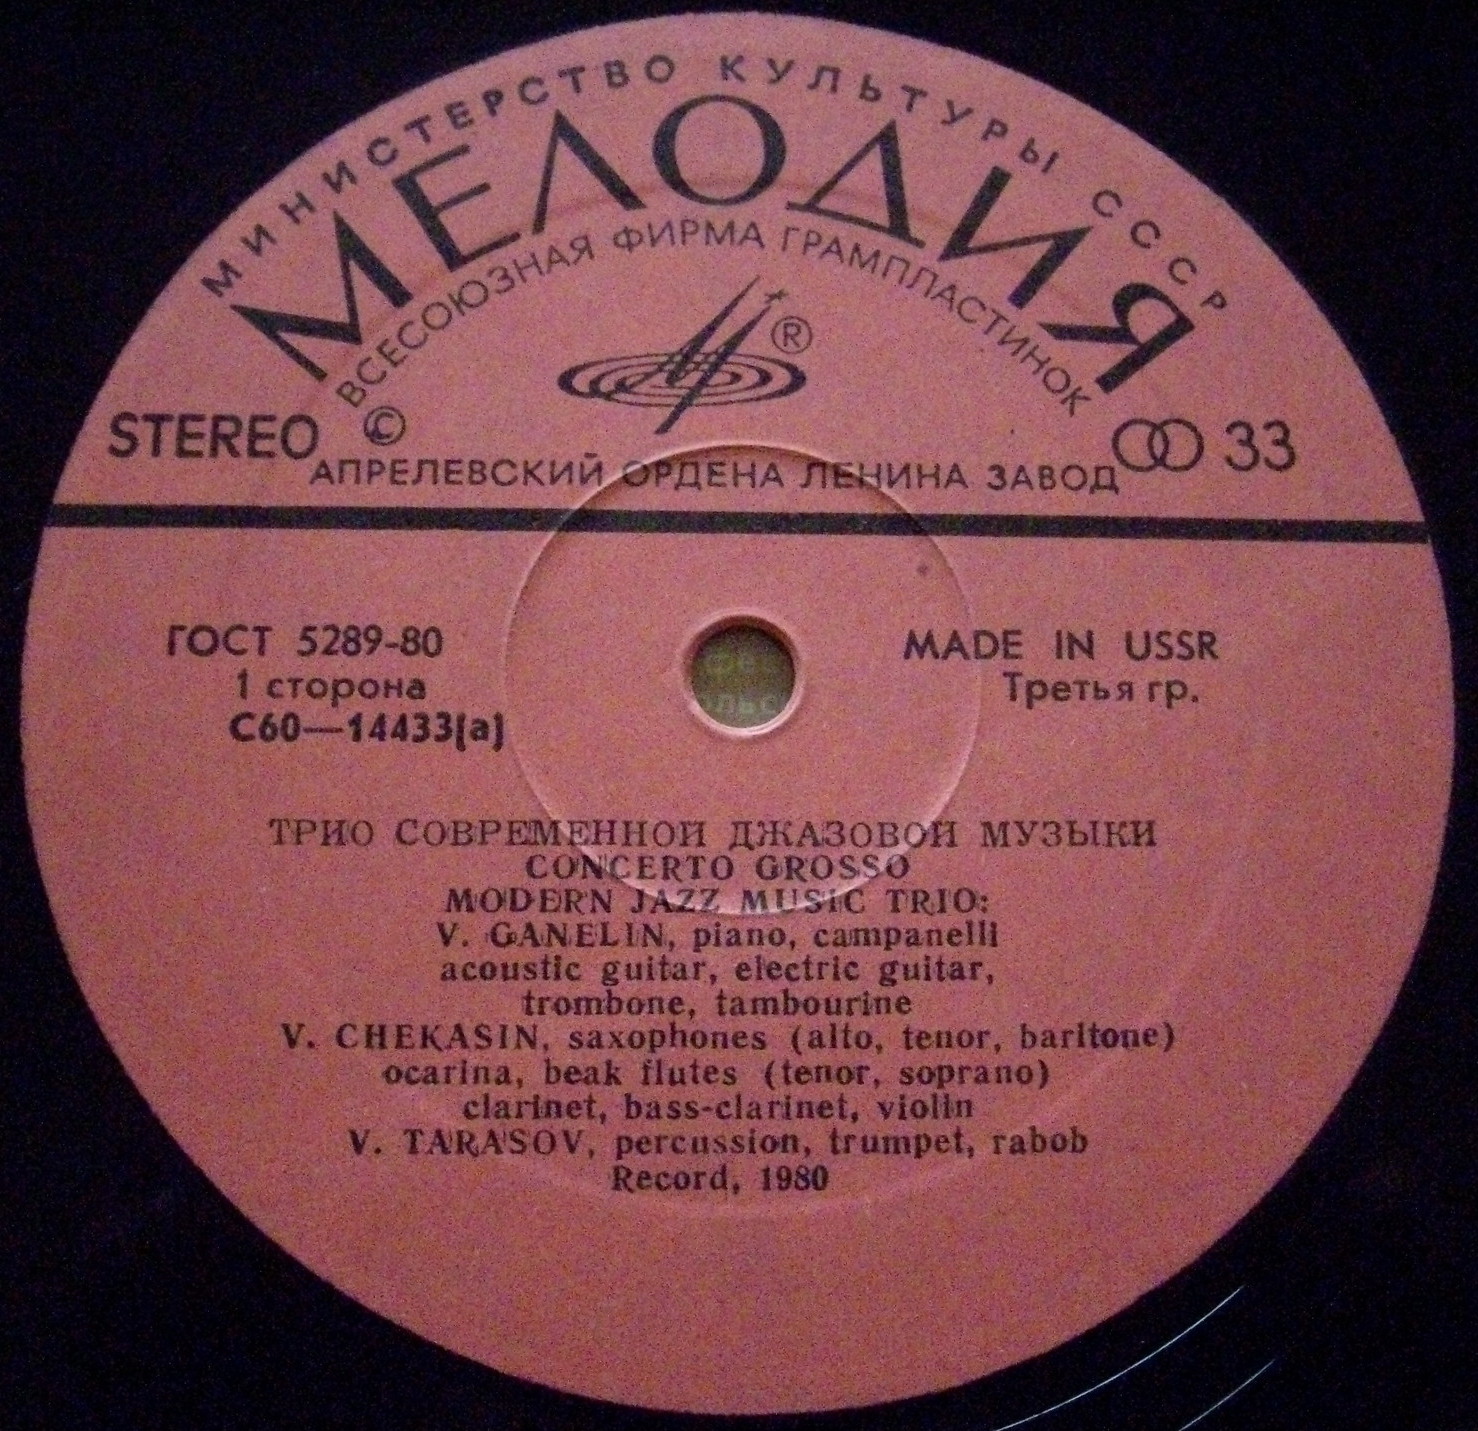 МИНИСТЕРСТВО КУЛЬТУРЫ СССР
МЕЛОДИЯ
ВСЕСОЮЗНАЯ ФИРМА ГРАМПЛАСТИНОК
®
STEREO © 33
АПРЕЛЕВСКИЙ ОРДЕНА ЛЕНИНА ЗАВОД
ГОСТ 5289-80
1 сторона
С60—14433(а)
MADE IN USSR
Третья гр.
ТРИО СОВРЕМЕННОЙ ДЖАЗОВОЙ МУЗЫКИ
CONCERTO GROSSO
MODERN JAZZ MUSIC TRIO:
V. GANELIN, piano, campanelli
acoustic guitar, electric guitar,
trombone, tambourine
V. CHEKASIN, saxophones (alto, tenor, baritone)
ocarina, beak flutes (tenor, soprano)
clarinet, bass-clarinet, violin
V. TARASOV, percussion, trumpet, rabob
Record, 1980